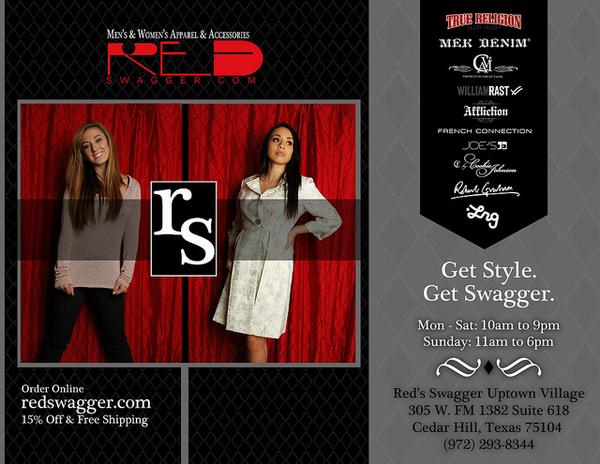 Men's & Women's Apparel & Accessories
RED
SWAGGER.COM
rs
Order Online
redswagger.com
15% Off & Free Shipping
TRUE RELIGION
MEK DENIM®
WILLIAM RAST
Affliction
FRENCH CONNECTION
JOE'S
Cookie Johnson
Robert Graham
Lrg
Get Style.
Get Swagger.
Mon - Sat: 10am to 9pm
Sunday: 11am to 6pm
Red's Swagger Uptown Village
305 W. FM 1382 Suite 618
Cedar Hill, Texas 75104
(972) 293-8344